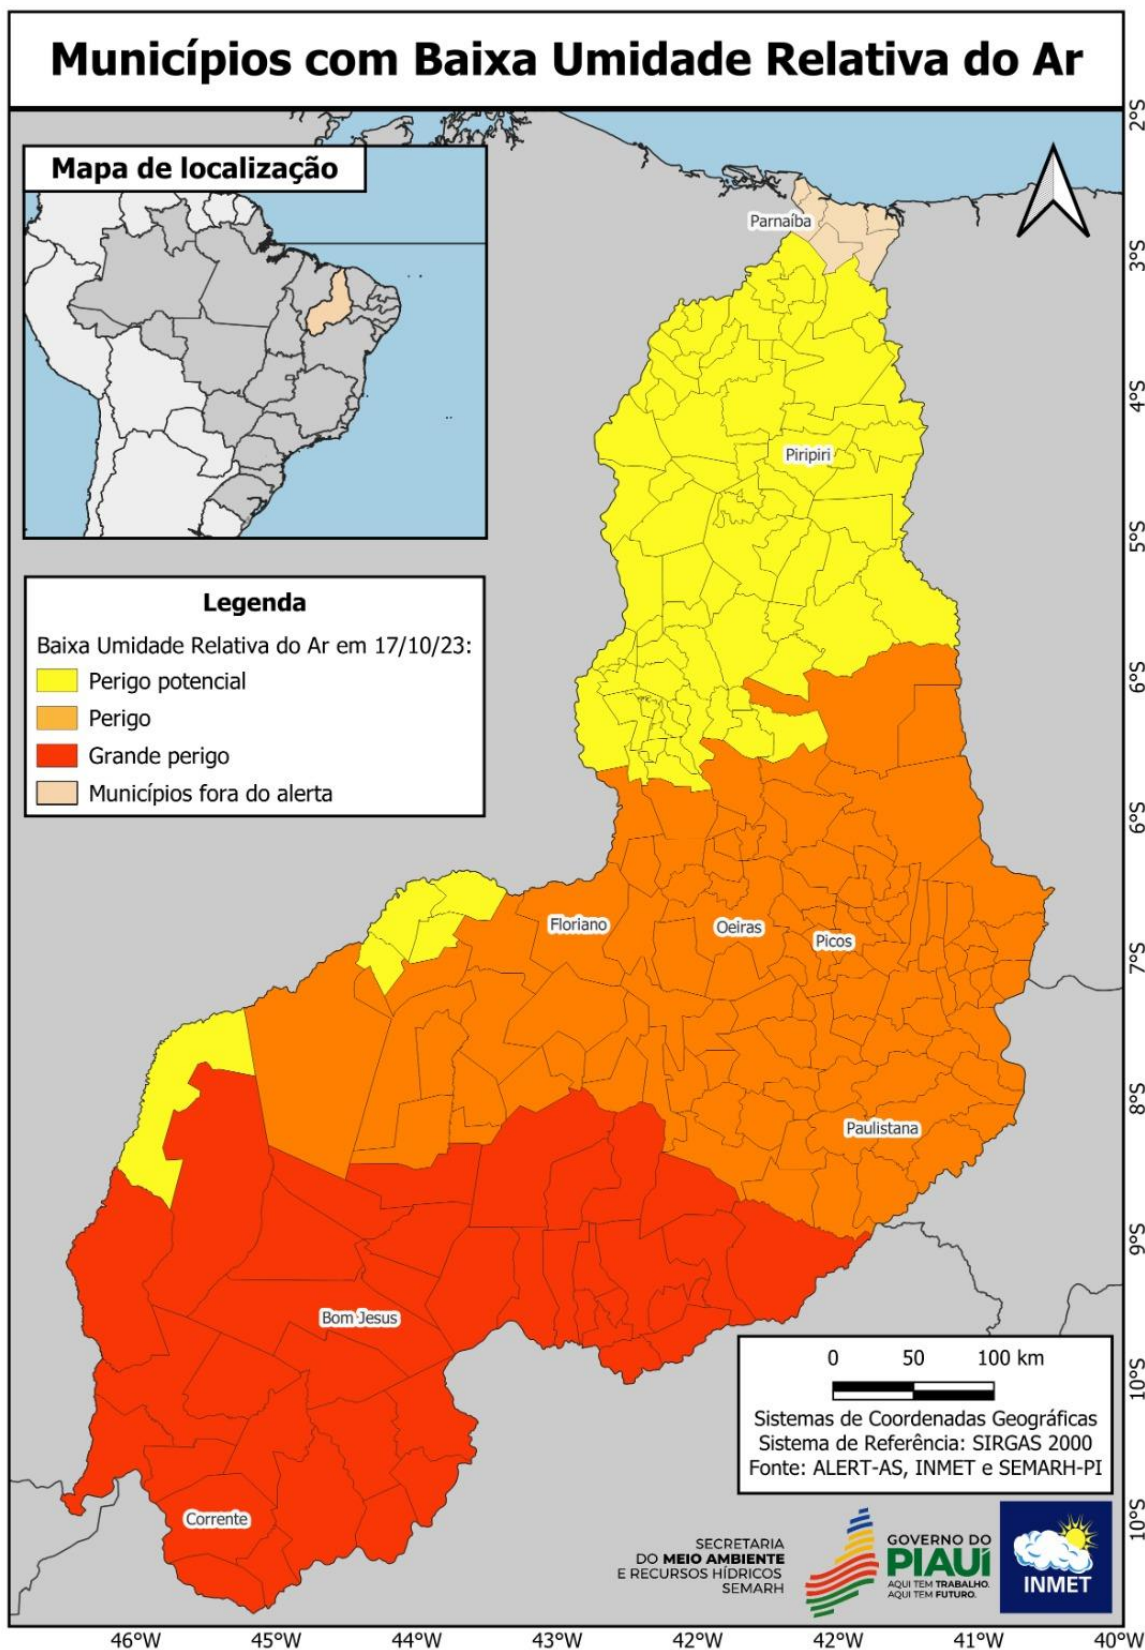 Municípios com Baixa Umidade Relativa do Ar
Mapa de localização
Legenda
Baixa Umidade Relativa do Ar em 17/10/23:
Perigo potencial
Perigo
Grande perigo
Municípios fora do alerta
Parnaíba
Piripiri
Floriano
Oeiras
Picos
Paulistana
Bom Jesus
Corrente
2°S
3°S
4°S
5°S
6°S
6°S
7°S
8°S
9°S
10°S
10°S
0 50 100 km
Sistemas de Coordenadas Geográficas
Sistema de Referência: SIRGAS 2000
Fonte: ALERT-AS, INMET e SEMARH-PI
SECRETARIA
DO MEIO AMBIENTE
E RECURSOS HÍDRICOS
SEMARH
GOVERNO DO
PIAUÍ
AQUI TEM TRABALHO.
AQUI TEM FUTURO.
INMET
46°W 45°W 44°W 43°W 42°W 42°W 41°W 40°W